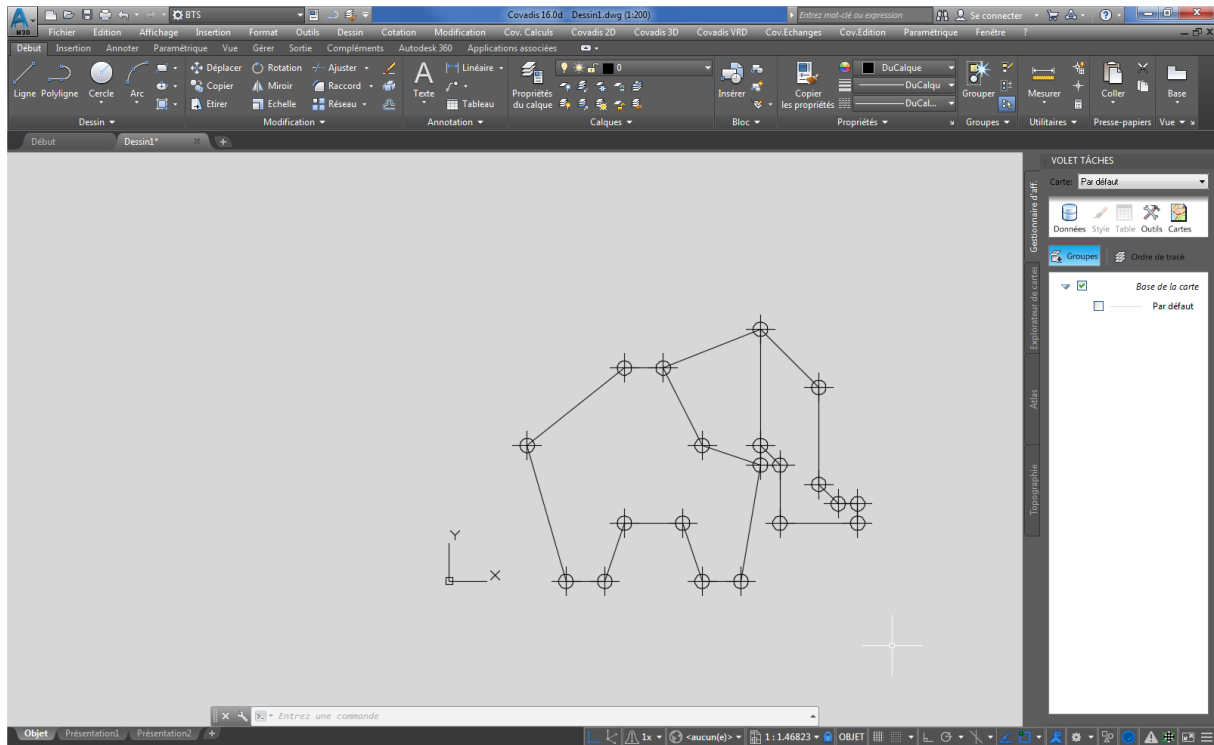 BTS Covadis 16.0d Dessin1.dwg (1:200) Entrez mot-clé ou expression Se connecter
M3D Fichier Edition Affichage Insertion Format Outils Dessin Cotation Modification Cov. Calculs Covadis 2D Covadis 3D Covadis VRD Cov.Echanges Cov.Edition Paramétrique Fenêtre ?
Début Insertion Annoter Paramétrique Vue Gérer Sortie Compléments Autodesk 360 Applications associées
Déplacer Rotation Ajuster Linéaire 0 DuCalque
Ligne Polyligne Cercle Arc Copier Miroir Raccord Texte Propriétés du calque Insérer Copier les propriétés DuCalqu Grouper Mesurer Coller Base
Etirer Echelle Réseau Tableau DuCal...
Dessin Modification Annotation Calques Bloc Propriétés Groupes Utilitaires Presse-papiers Vue
Début Dessin1* +
VOLET TÂCHES
Carte: Par défaut
Données Style Table Outils Cartes
Groupes Ordre de tracé
Base de la carte
Par défaut
Gestionnaire d'aff.
Explorateur de cartes
Atlas
Topographie
Y
X
Entrez une commande
Objet Présentation1 Présentation2 +
1x <aucun(e)> 1:1.46823 OBJET